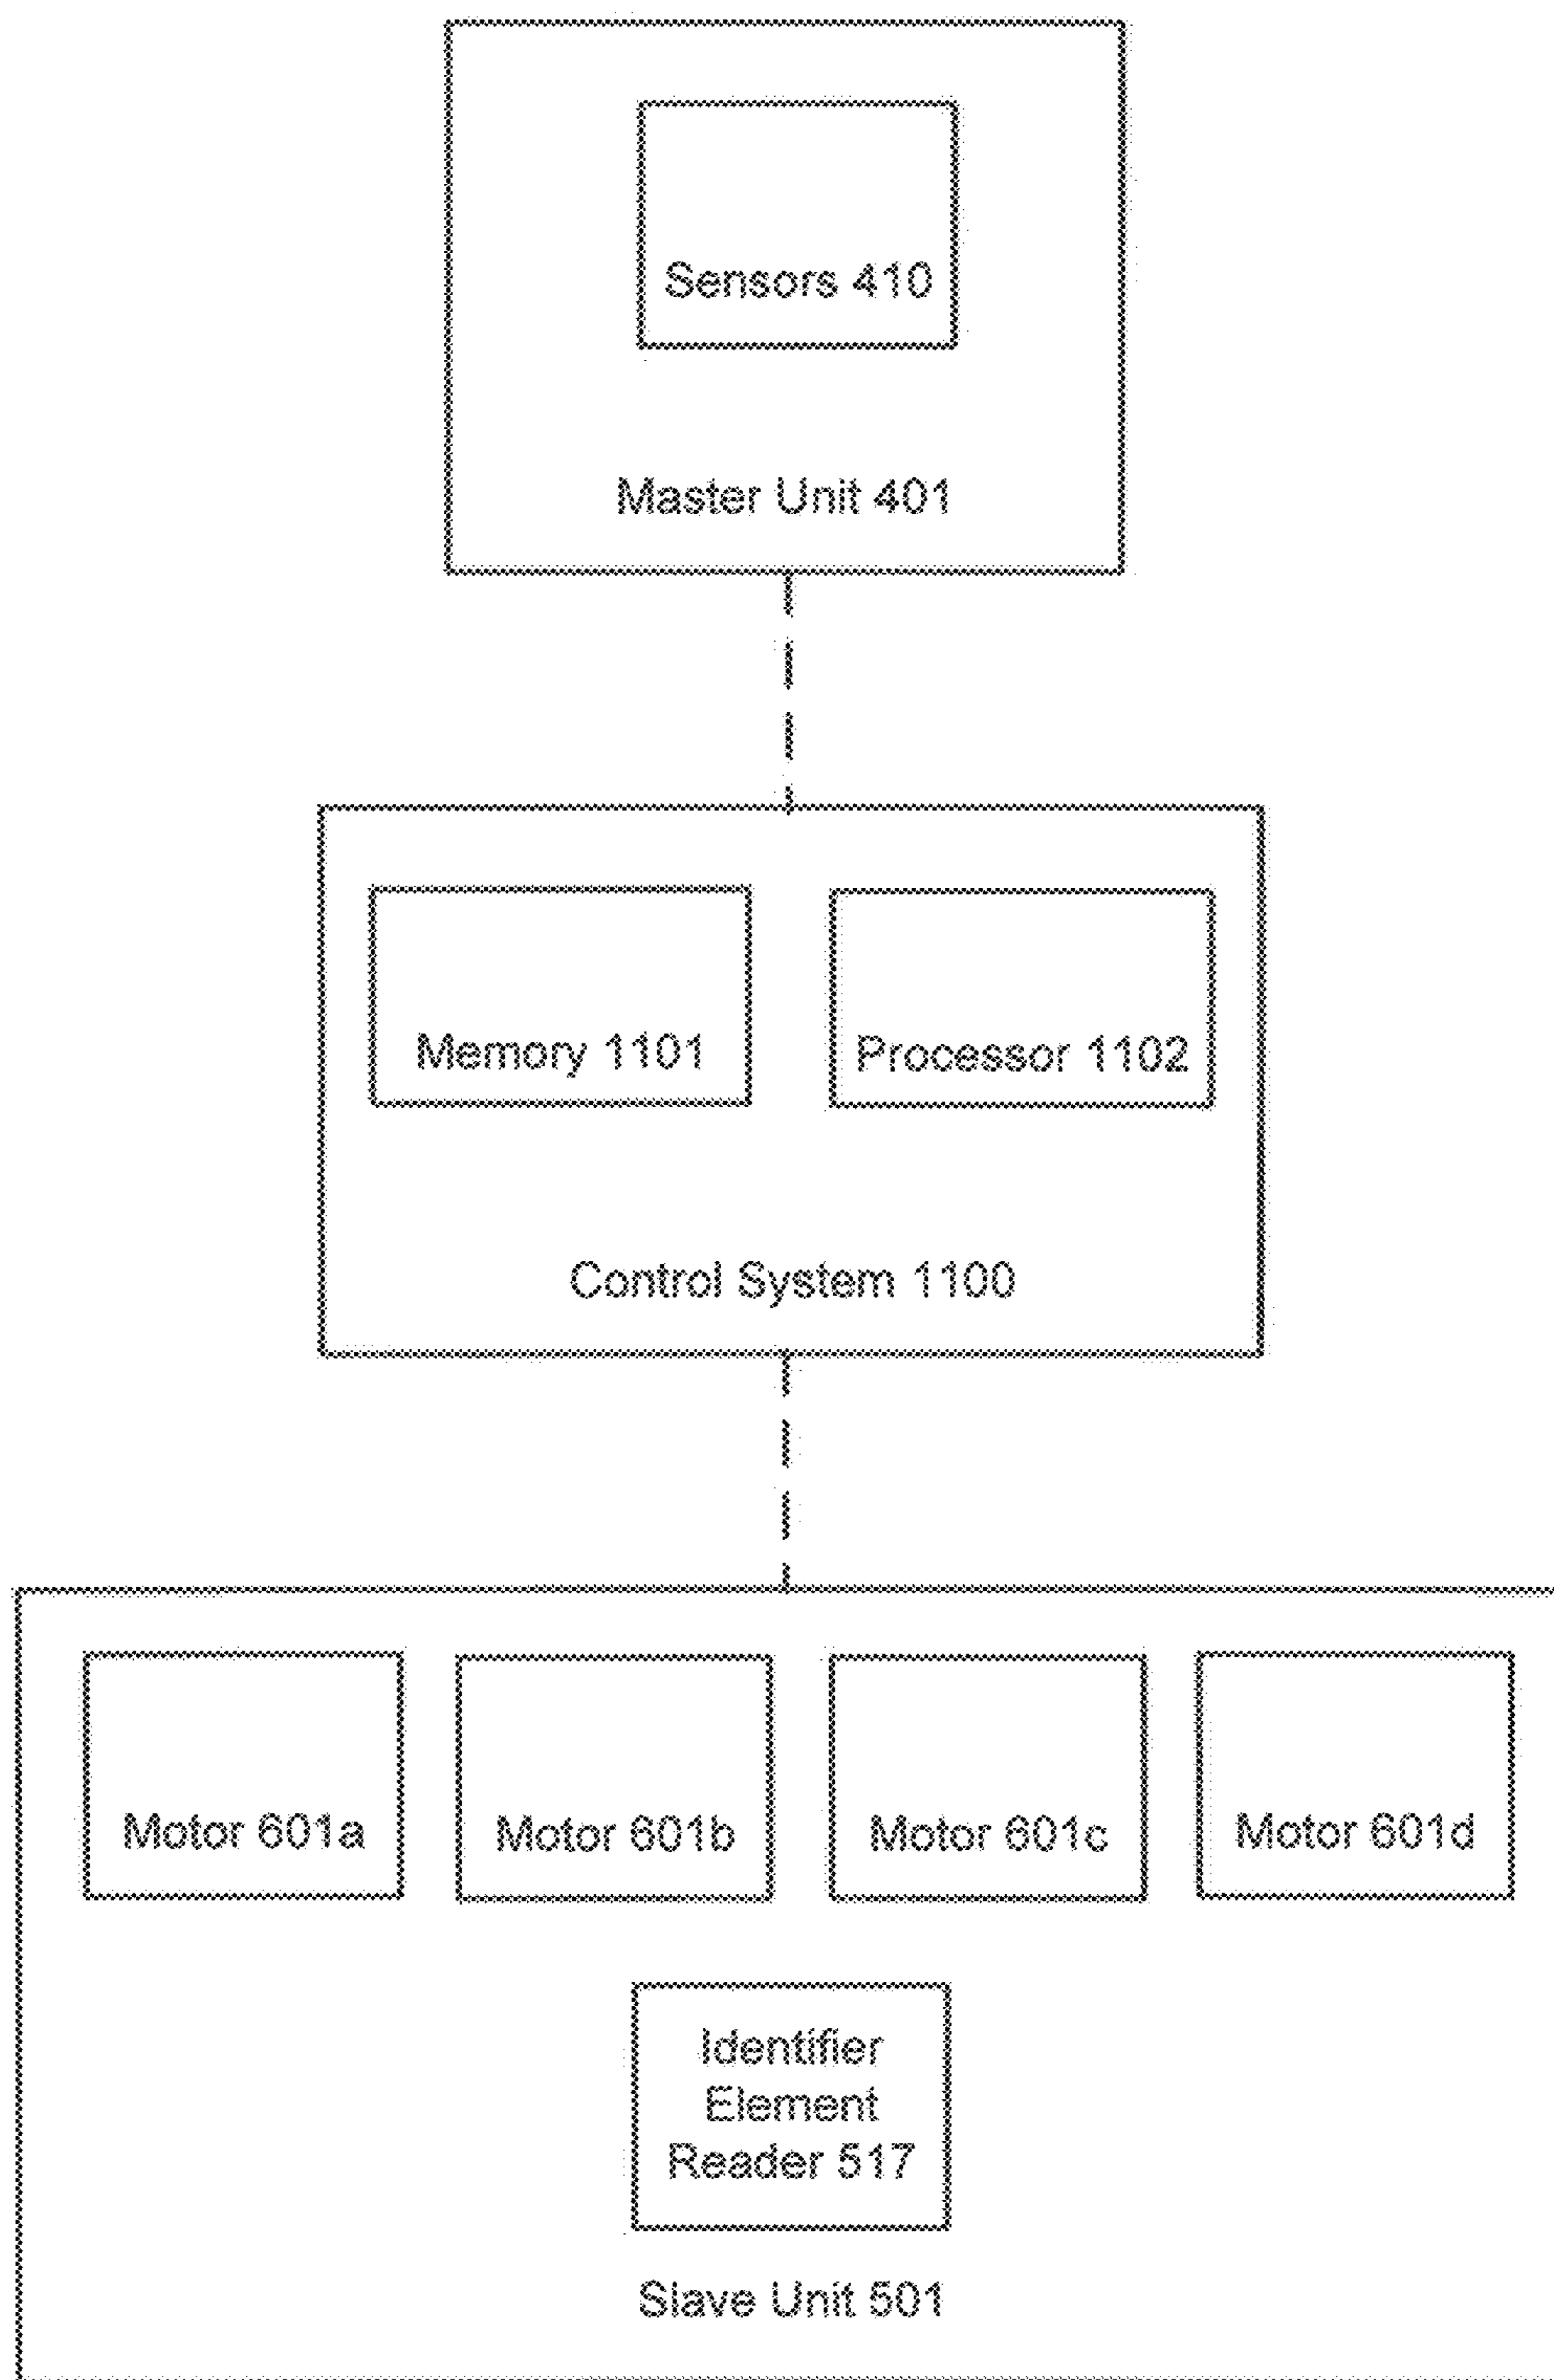 Sensors 410
Master Unit 401
Memory 1101
Processor 1102
Control System 1100
Motor 601a
Motor 601b
Motor 601c
Motor 601d
Identifier
Element
Reader 517
Slave Unit 501